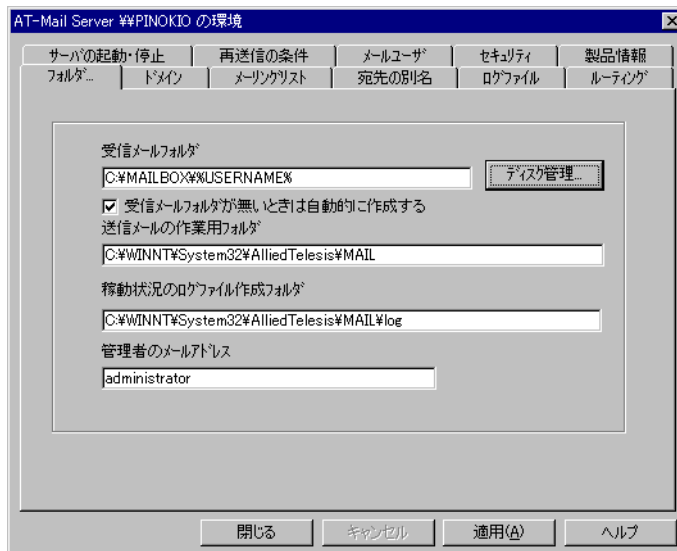 AT-Mail Server ¥¥PINOKIO の環境
サーバの起動・停止 再送信の条件 メールユーザ セキュリティ 製品情報
フォルダ... ドメイン メーリングリスト 宛先の別名 ログファイル ルーティング
受信メールフォルダ
C:¥MAILBOX¥%USERNAME% ディスク管理...
受信メールフォルダが無いときは自動的に作成する
送信メールの作業用フォルダ
C:¥WINNT¥System32¥AlliedTelesis¥MAIL
稼動状況のログファイル作成フォルダ
C:¥WINNT¥System32¥AlliedTelesis¥MAIL¥log
管理者のメールアドレス
administrator
閉じる キャンセル 適用(A) ヘルプ